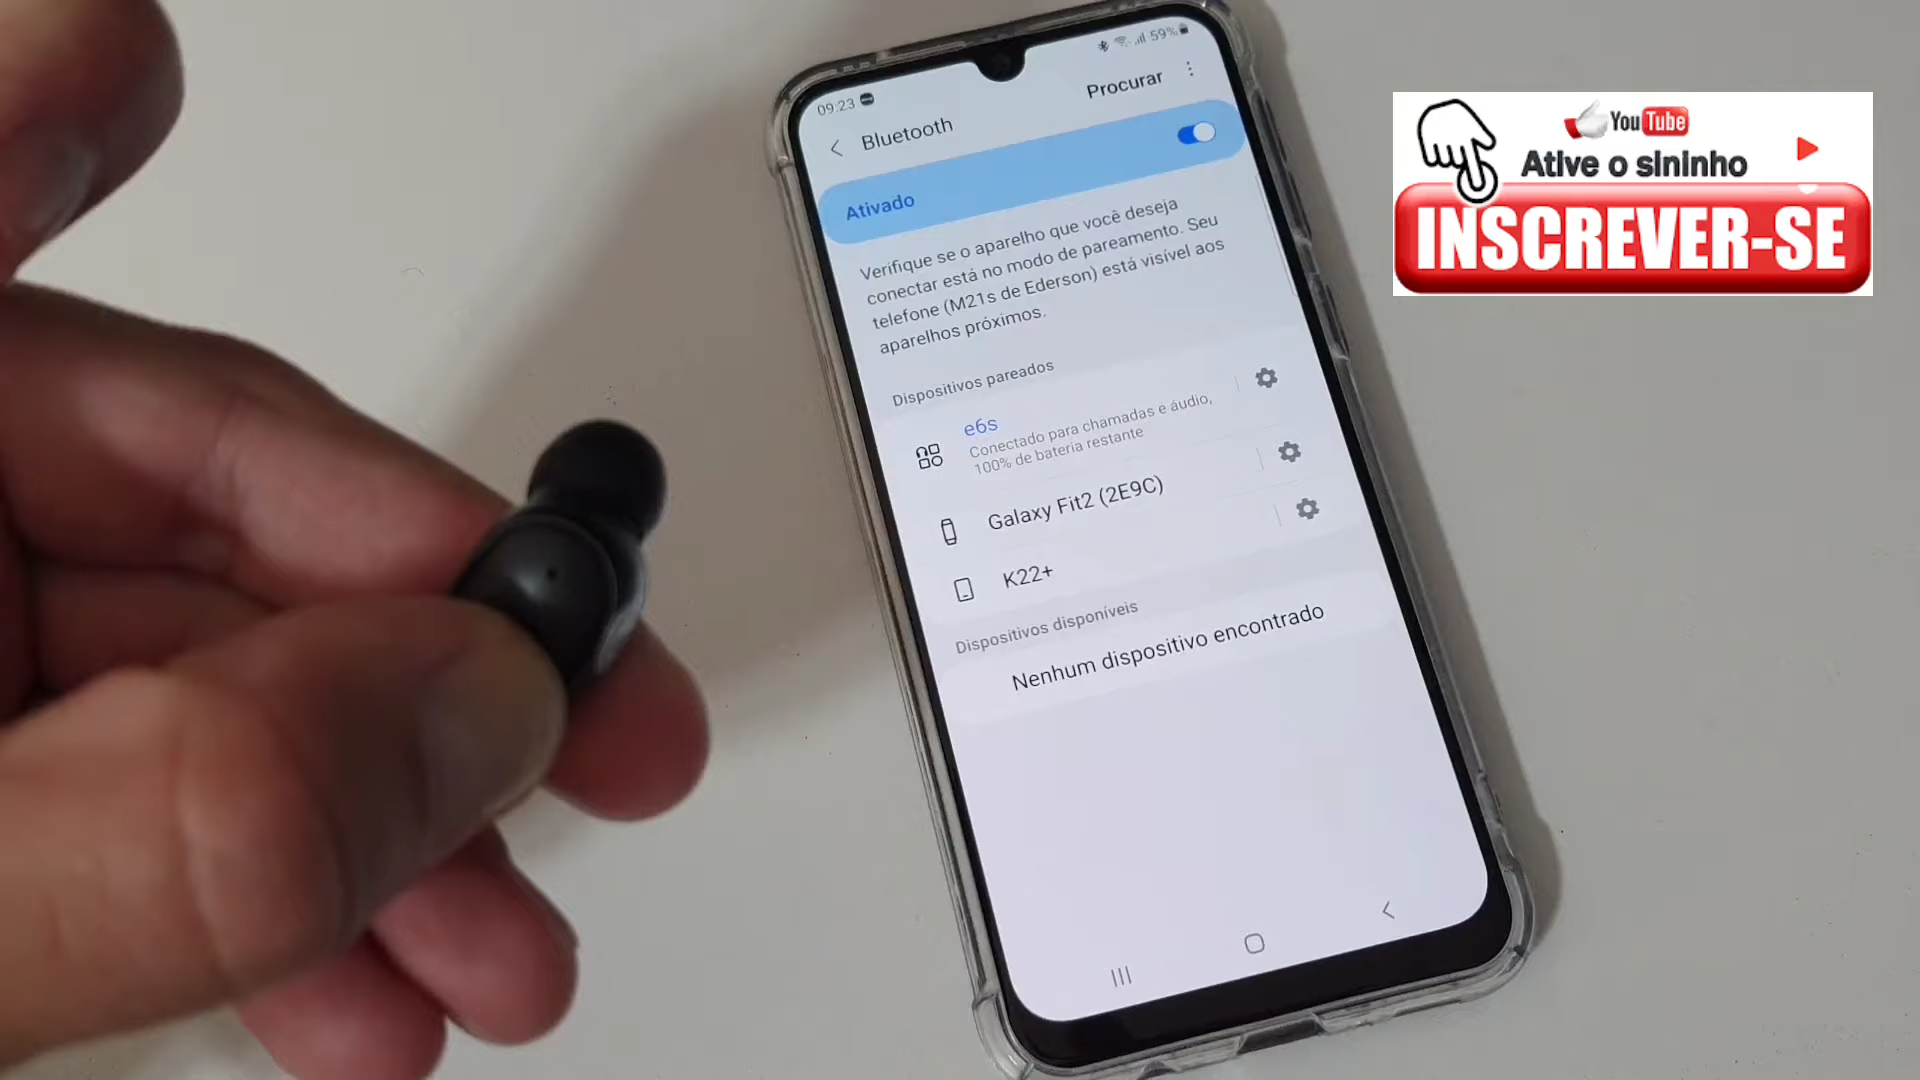 09:23
59%
Bluetooth
Procurar
Ativado
Verifique se o aparelho que você deseja
conectar está no modo de pareamento. Seu
telefone (M21s de Ederson) está visível aos
aparelhos próximos.
Dispositivos pareados
e6s
Conectado para chamadas e áudio,
100% de bateria restante
Galaxy Fit2 (2E9C)
K22+
Dispositivos disponíveis
Nenhum dispositivo encontrado
YouTube
Ative o sininho
INSCREVER-SE